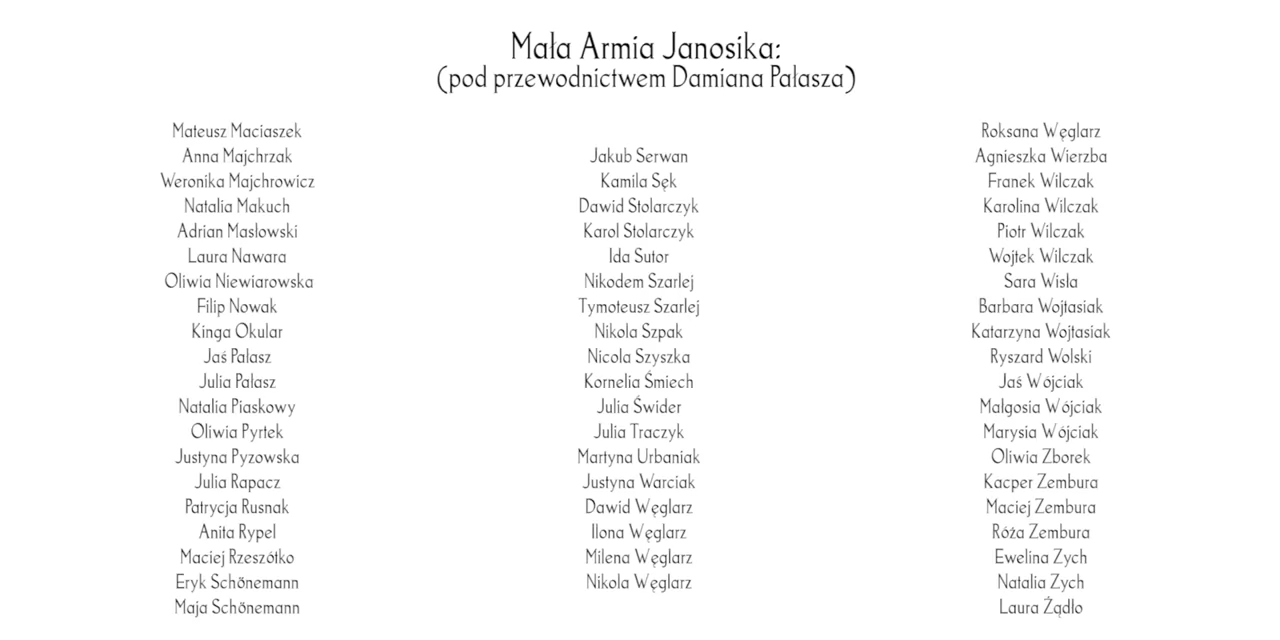 Mała Armia Janosika:
(pod przewodnictwem Damiana Pałasza)
Mateusz Maciaszek
Anna Majchrzak
Weronika Majchrowicz
Natalia Makuch
Adrian Masłowski
Laura Nawara
Oliwia Niewiarowska
Filip Nowak
Kinga Okular
Jaś Pałasz
Julia Pałasz
Natalia Piaskowy
Oliwia Pyrtek
Justyna Pyzowska
Julia Rapacz
Patrycja Rusnak
Anita Rypel
Maciej Rzeszótko
Eryk Schönemann
Maja Schönemann
Jakub Serwan
Kamila Sęk
Dawid Stolarczyk
Karol Stolarczyk
Ida Sutor
Nikodem Szarlej
Tymoteusz Szarlej
Nikola Szpak
Nicola Szyszka
Kornelia Śmiech
Julia Świder
Julia Traczyk
Martyna Urbaniak
Justyna Warciak
Dawid Węglarz
Ilona Węglarz
Milena Węglarz
Nikola Węglarz
Roksana Węglarz
Agnieszka Wierzba
Franek Wilczak
Karolina Wilczak
Piotr Wilczak
Wojtek Wilczak
Sara Wisła
Barbara Wojtasiak
Katarzyna Wojtasiak
Ryszard Wolski
Jaś Wójciak
Małgosia Wójciak
Marysia Wójciak
Oliwia Zborek
Kacper Zembura
Maciej Zembura
Róża Zembura
Ewelina Zych
Natalia Zych
Laura Żądło